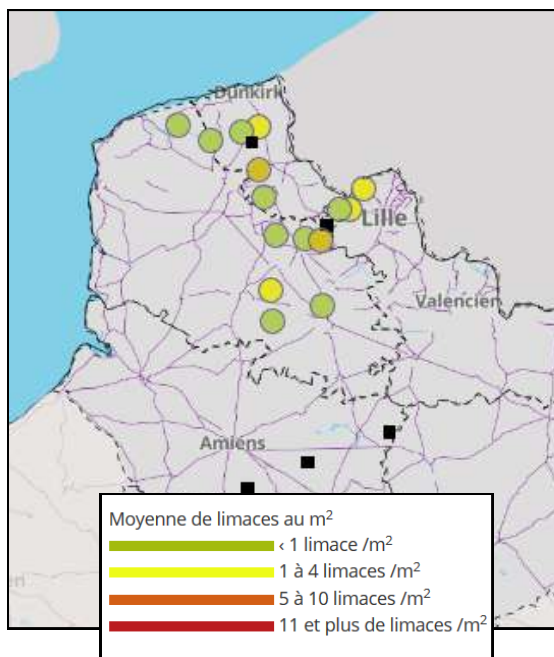 Dunkirk
Lille
Valencien
Amiens
Moyenne de limaces au m²
‹ 1 limace /m²
1 à 4 limaces /m²
5 à 10 limaces /m²
11 et plus de limaces /m²